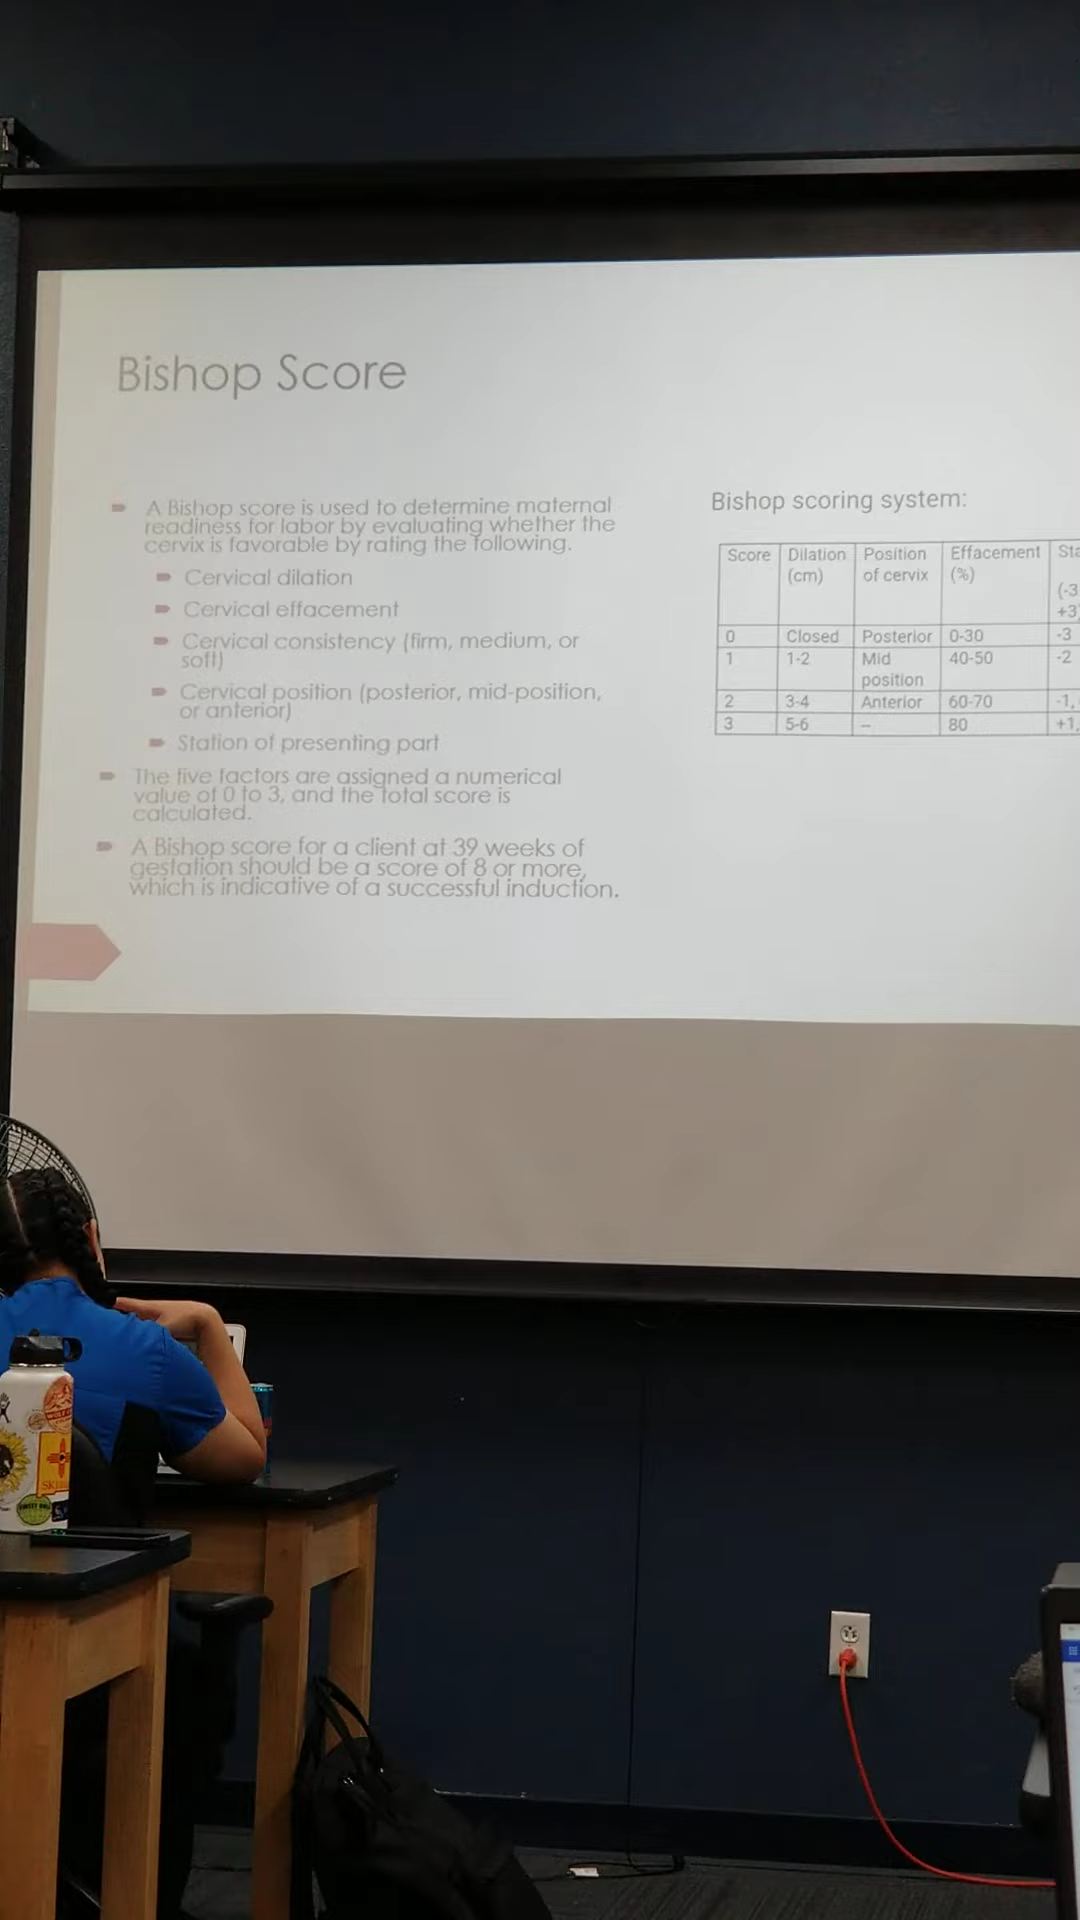 Bishop Score
A Bishop score is used to determine maternal
readiness for labor by evaluating whether the
cervix is favorable by rating the following.
Cervical dilation
Cervical effacement
Cervical consistency (firm, medium, or
soft)
Cervical position (posterior, mid-position,
or anterior)
Station of presenting part
The five factors are assigned a numerical
value of 0 to 3, and the total score is
calculated.
A Bishop score for a client at 39 weeks of
gestation should be a score of 8 or more,
which is indicative of a successful induction.
Bishop scoring system:
Score Dilation (cm) Position of cervix Effacement (%) Sta (-3 +3)
0 Closed Posterior 0-30 -3
1 1-2 Mid position 40-50 -2
2 3-4 Anterior 60-70 -1,
3 5-6 – 80 +1,